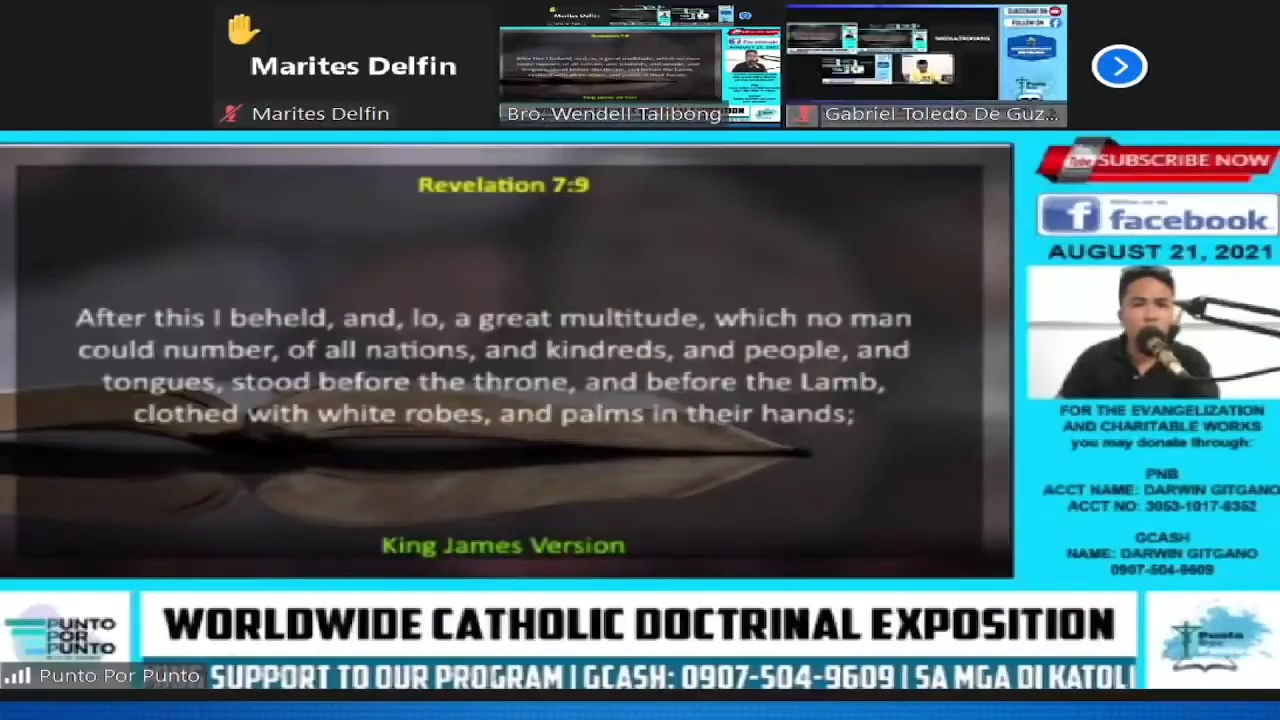 Marites Delfin
Marites Delfin
Bro. Wendell Talibong
Gabriel Toledo De Guz...
Revelation 7:9
After this I beheld, and, lo, a great multitude, which no man
could number, of all nations, and kindreds, and people, and
tongues, stood before the throne, and before the Lamb,
clothed with white robes, and palms in their hands;
King James Version
SUBSCRIBE NOW
facebook
AUGUST 21, 2021
FOR THE EVANGELIZATION
AND CHARITABLE WORKS
you may donate through:
PNB
ACCT NAME: DARWIN GITGANO
ACCT NO: 3053-1017-6352
GCASH
NAME: DARWIN GITGANO
0907-504-9609
PUNTO
POR
PUNTO
WORLDWIDE CATHOLIC DOCTRINAL EXPOSITION
Punto Por Punto
SUPPORT TO OUR PROGRAM | GCASH: 0907-504-9609 | SA MGA DI KATOLI